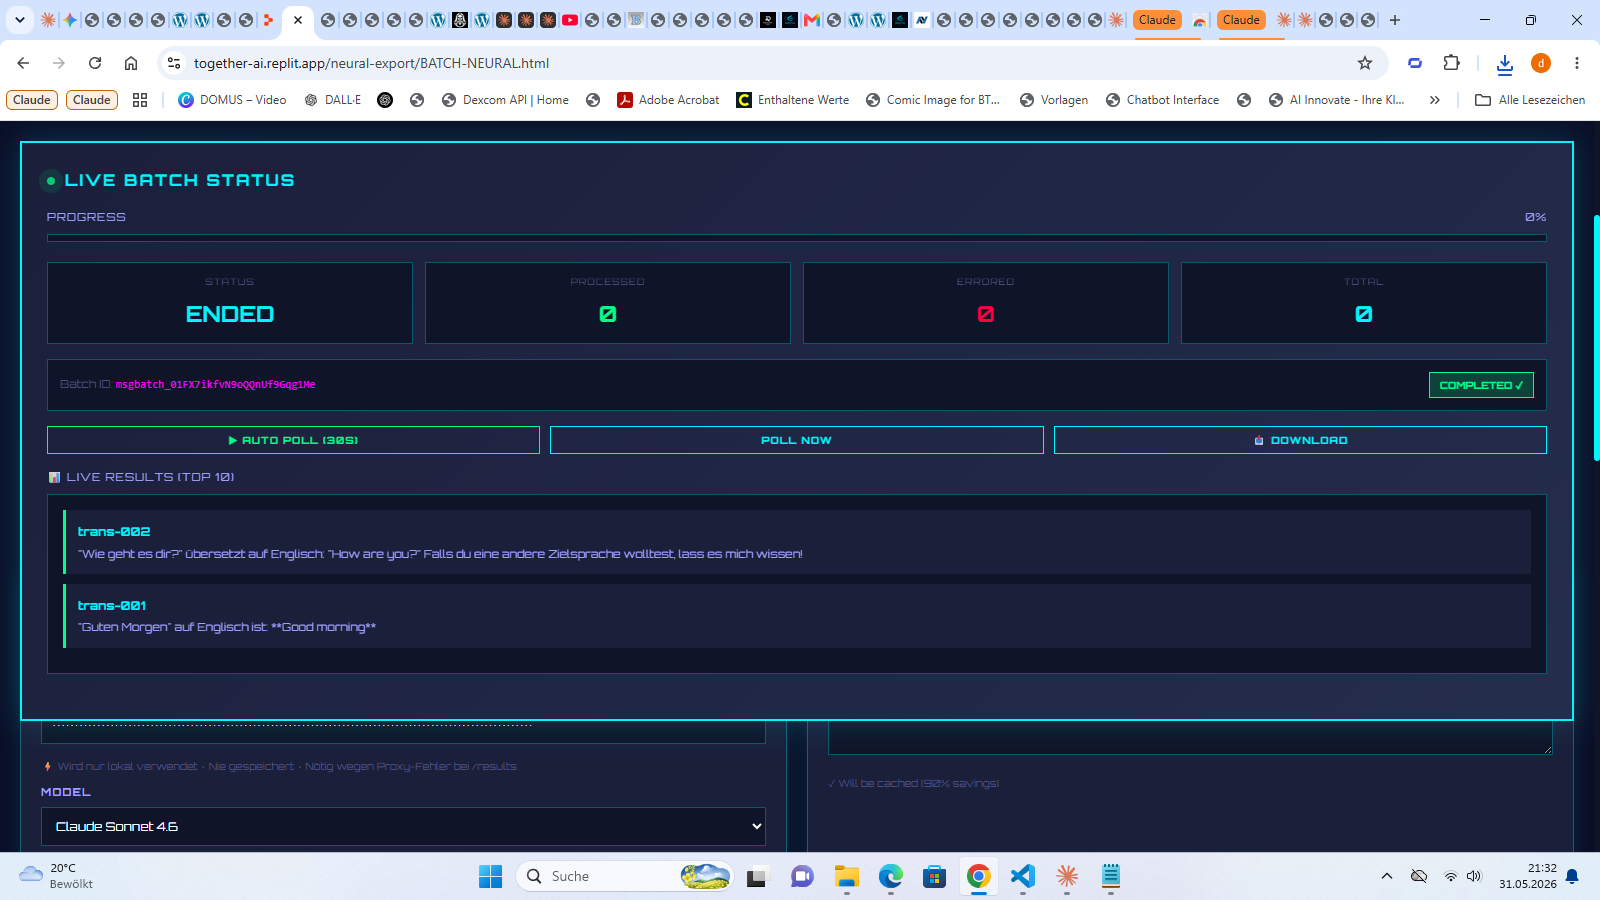 Claude
Claude
together-ai.replit.app/neural-export/BATCH-NEURAL.html
d
Claude
Claude
DOMUS – Video
DALL·E
Dexcom API | Home
Adobe Acrobat
Enthaltene Werte
Comic Image for BT...
Vorlagen
Chatbot Interface
AI Innovate - Ihre KI...
Alle Lesezeichen
LIVE BATCH STATUS
PROGRESS
0%
STATUS
ENDED
PROCESSED
0
ERRORED
0
TOTAL
0
Batch ID: msgbatch_01FX7ikfvN9oQQnUf9Gqg1Me
COMPLETED ✓
▶ AUTO POLL (30S)
POLL NOW
DOWNLOAD
LIVE RESULTS (TOP 10)
trans-002
"Wie geht es dir?" übersetzt auf Englisch: "How are you?" Falls du eine andere Zielsprache wolltest, lass es mich wissen!
trans-001
"Guten Morgen" auf Englisch ist: **Good morning**
Wird nur lokal verwendet • Nie gespeichert • Nötig wegen Proxy-Fehler bei /results
MODEL
Claude Sonnet 4.6
✓ Will be cached (90% savings)
20°C
Bewölkt
Suche
21:32
31.05.2026